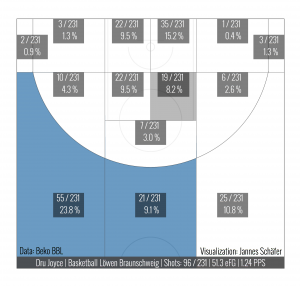 3 / 231
1.3 %
22 / 231
9.5 %
35 / 231
15.2 %
1 / 231
0.4 %
2 / 231
0.9 %
3 / 231
1.3 %
10 / 231
4.3 %
22 / 231
9.5 %
19 / 231
8.2 %
6 / 231
2.6 %
7 / 231
3.0 %
55 / 231
23.8 %
21 / 231
9.1 %
25 / 231
10.8 %
Data: Beko BBL
Visualization: Jannes Schäfer
Dru Joyce | Basketball Löwen Braunschweig | Shots: 96 / 231 | 51.3 eFG | 1.24 PPS